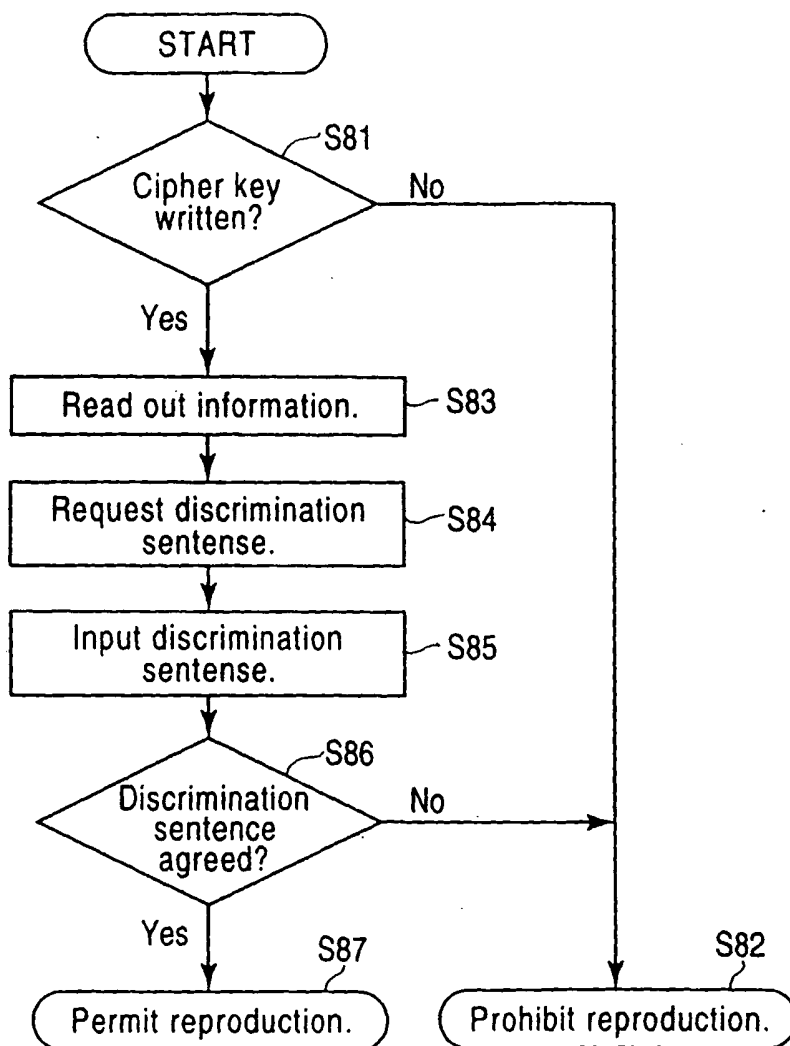 START
S81
Cipher key
written?
No
Yes
Read out information.
S83
Request discrimination
sentense.
S84
Input discrimination
sentense.
S85
S86
Discrimination
sentence
agreed?
No
Yes
S87
Permit reproduction.
S82
Prohibit reproduction.